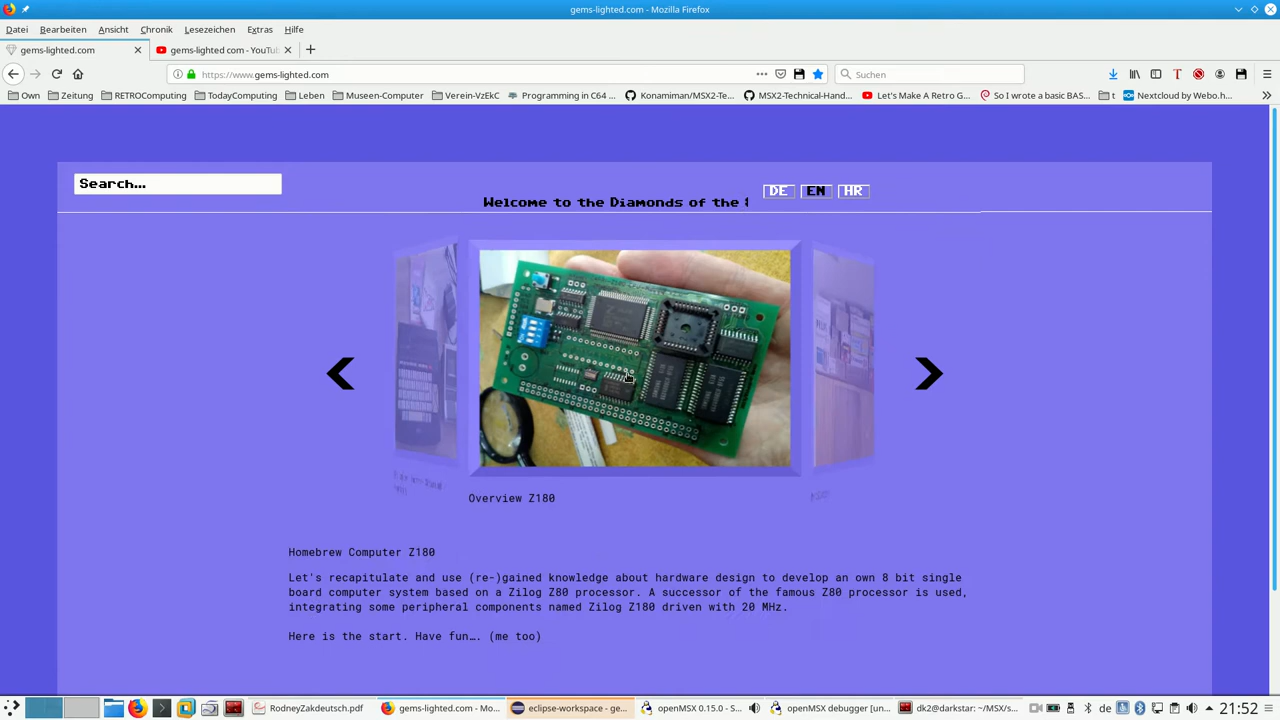 gems-lighted.com - Mozilla Firefox
Datei Bearbeiten Ansicht Chronik Lesezeichen Extras Hilfe
gems-lighted.com gems-lighted com - YouTu
https://www.gems-lighted.com Suchen
Own Zeitung RETROComputing TodayComputing Leben Museen-Computer Verein-VzEkC Programming in C64 ... Konamiman/MSX2-Te... MSX2-Technical-Hand... Let's Make A Retro G... So I wrote a basic BAS... t Nextcloud by Webo.h...
Search...
DE EN HR
Welcome to the Diamonds of the
Overview Z180
Homebrew Computer Z180
Let's recapitulate and use (re-)gained knowledge about hardware design to develop an own 8 bit single
board computer system based on a Zilog Z80 processor. A successor of the famous Z80 processor is used,
integrating some peripheral components named Zilog Z180 driven with 20 MHz.
Here is the start. Have fun…. (me too)
RodneyZakdeutsch.pdf gems-lighted.com - Mo... eclipse-workspace - ge... openMSX 0.15.0 - S... openMSX debugger [un... dk2@darkstar: ~/MSX/s... de 21:52